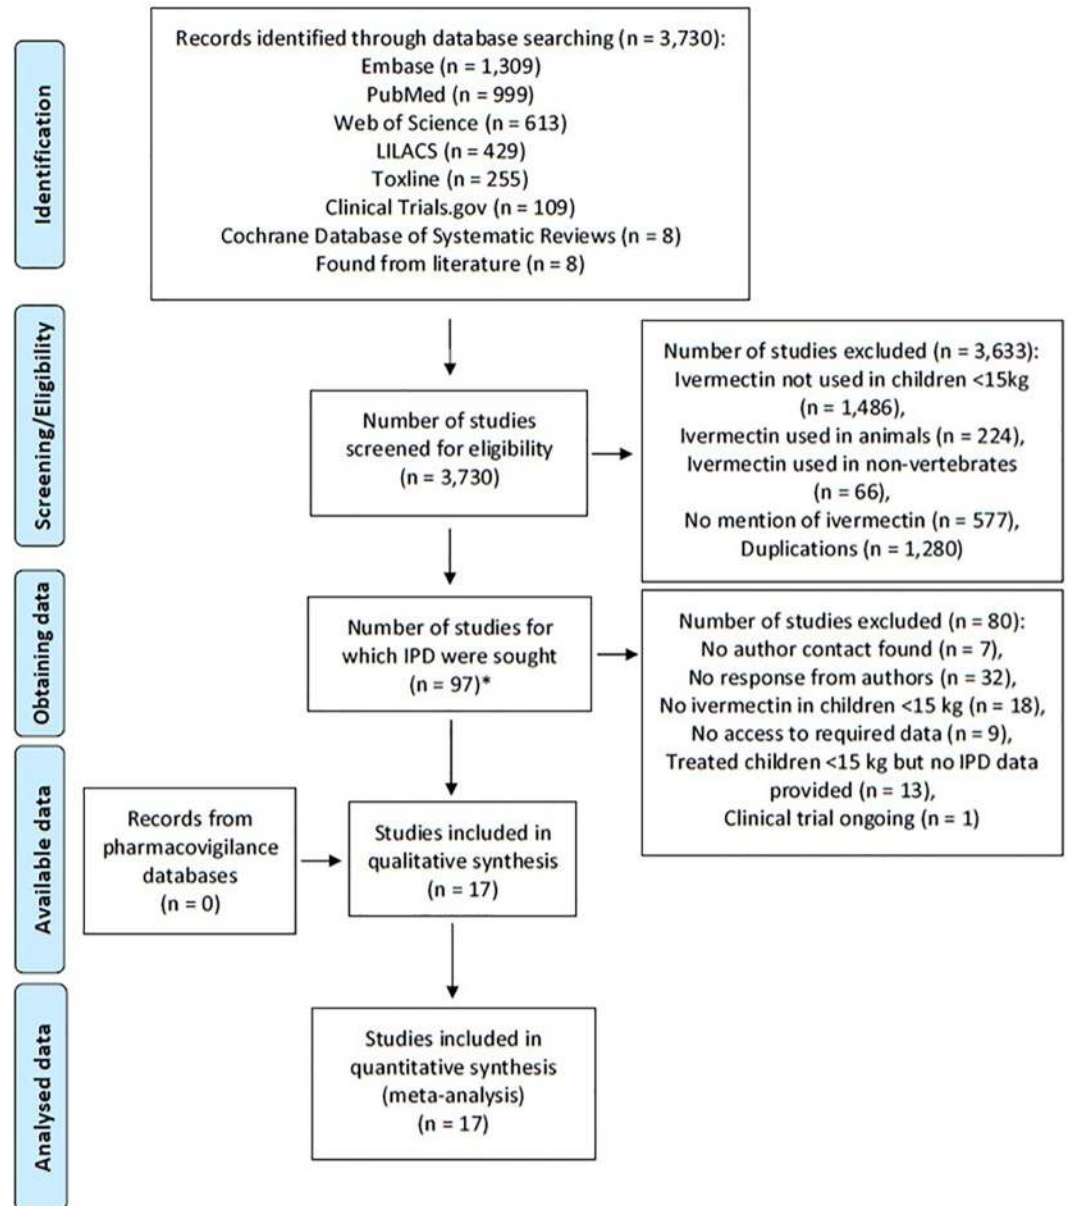 Identification
Records identified through database searching (n = 3,730):
Embase (n = 1,309)
PubMed (n = 999)
Web of Science (n = 613)
LILACS (n = 429)
Toxline (n = 255)
Clinical Trials.gov (n = 109)
Cochrane Database of Systematic Reviews (n = 8)
Found from literature (n = 8)
Screening/Eligibility
Number of studies
screened for eligibility
(n = 3,730)
Number of studies excluded (n = 3,633):
Ivermectin not used in children <15kg
(n = 1,486),
Ivermectin used in animals (n = 224),
Ivermectin used in non-vertebrates
(n = 66),
No mention of ivermectin (n = 577),
Duplications (n = 1,280)
Obtaining data
Number of studies for
which IPD were sought
(n = 97)*
Number of studies excluded (n = 80):
No author contact found (n = 7),
No response from authors (n = 32),
No ivermectin in children <15 kg (n = 18),
No access to required data (n = 9),
Treated children <15 kg but no IPD data
provided (n = 13),
Clinical trial ongoing (n = 1)
Available data
Records from
pharmacovigilance
databases
(n = 0)
Studies included in
qualitative synthesis
(n = 17)
Analysed data
Studies included in
quantitative synthesis
(meta-analysis)
(n = 17)